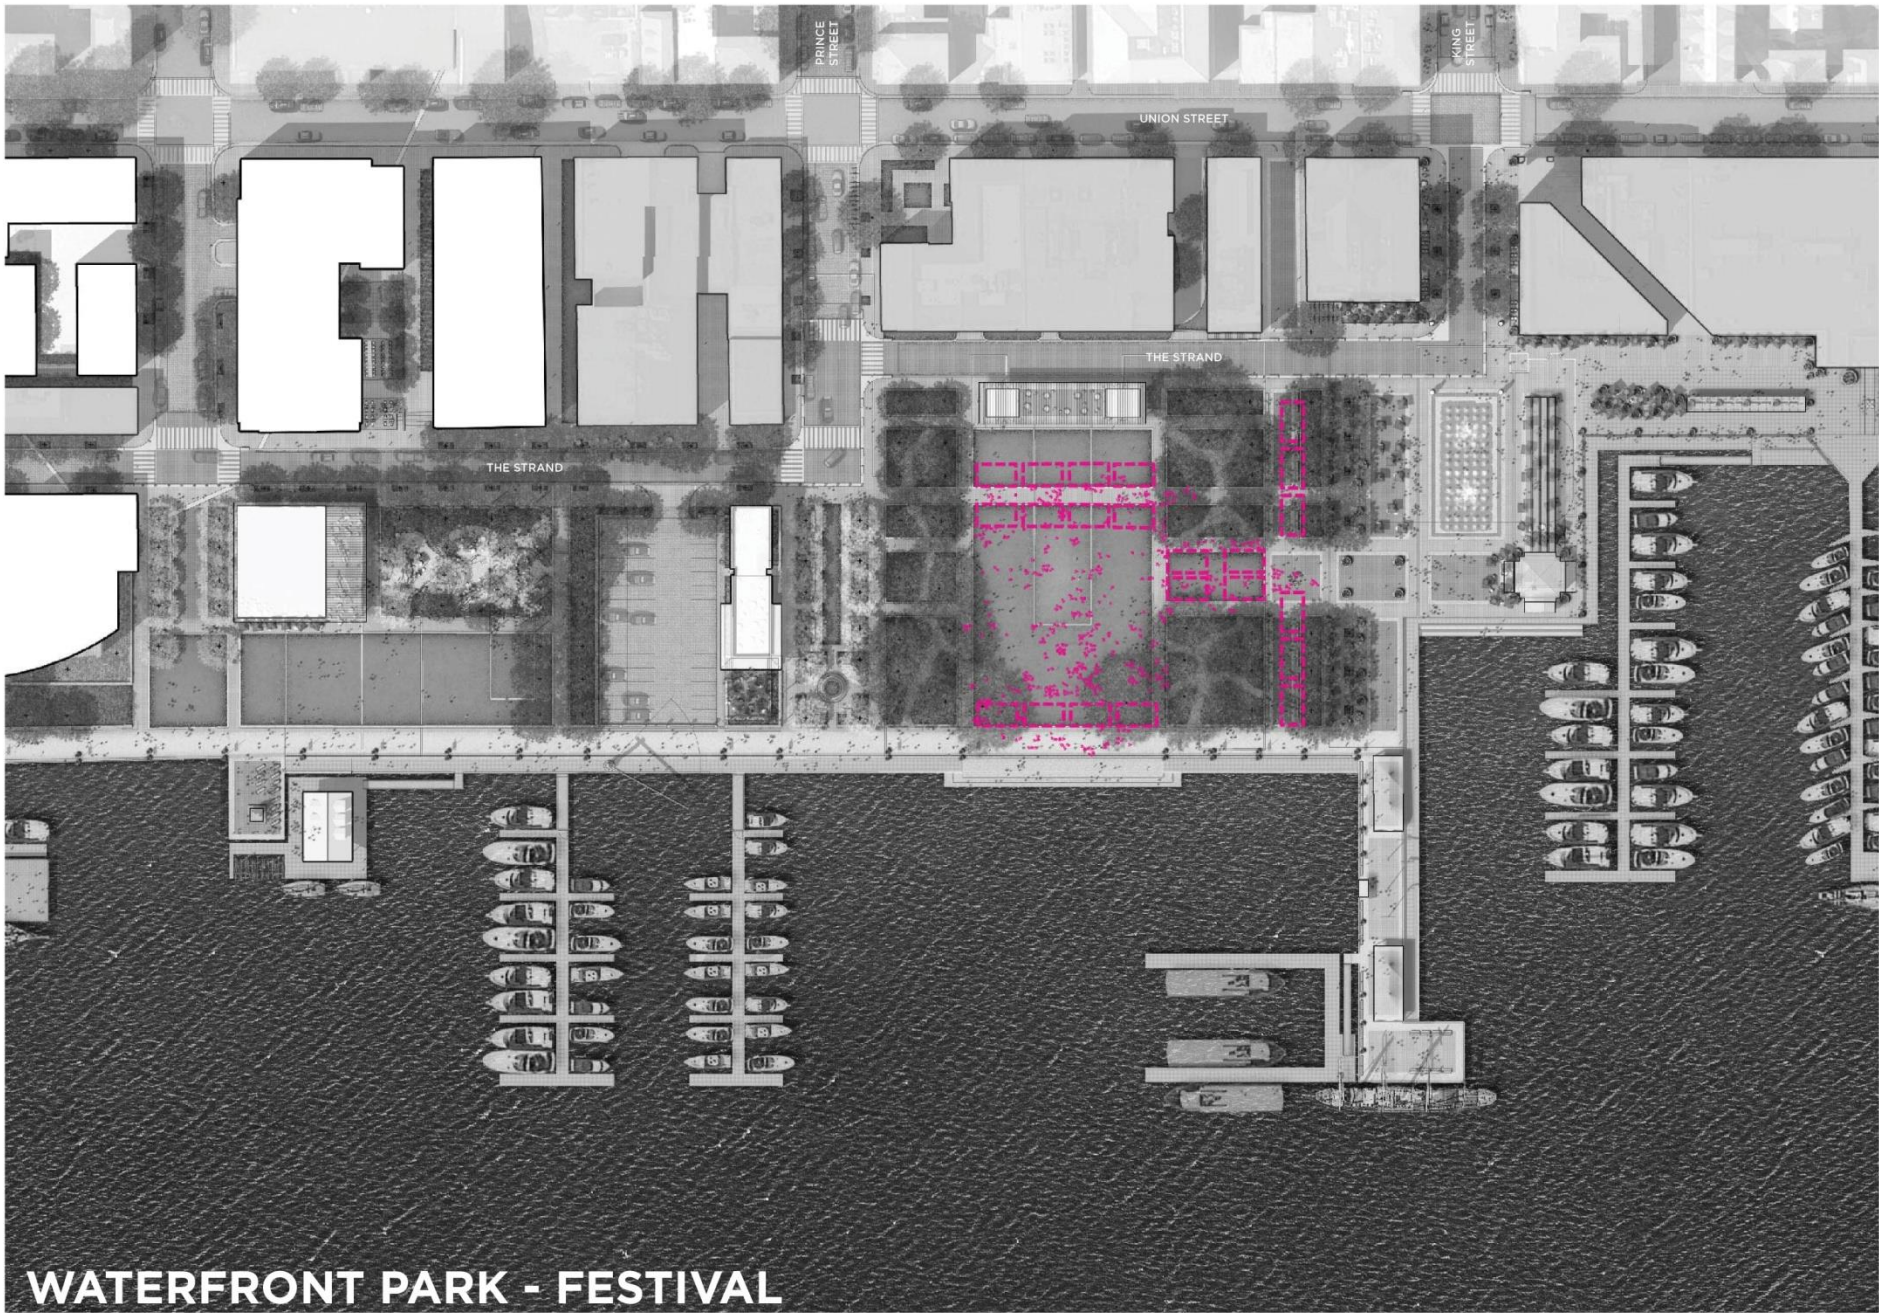 PRINCE
STREET
KING
STREET
UNION STREET
THE STRAND
THE STRAND
WATERFRONT PARK - FESTIVAL